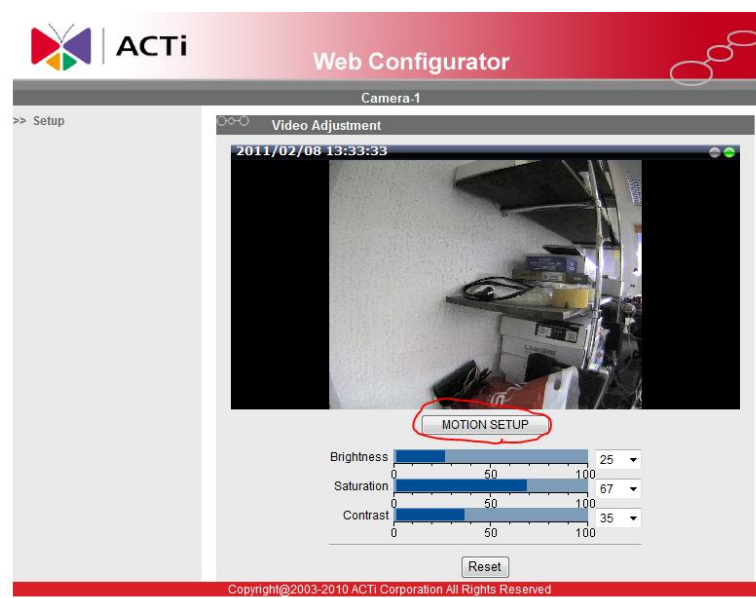 ACTi
Web Configurator
Camera-1
>> Setup
Video Adjustment
2011/02/08 13:33:33
LINKSYS
MOTION SETUP
Brightness 0 50 100 25
Saturation 0 50 100 67
Contrast 0 50 100 35
Reset
Copyright@2003-2010 ACTi Corporation All Rights Reserved